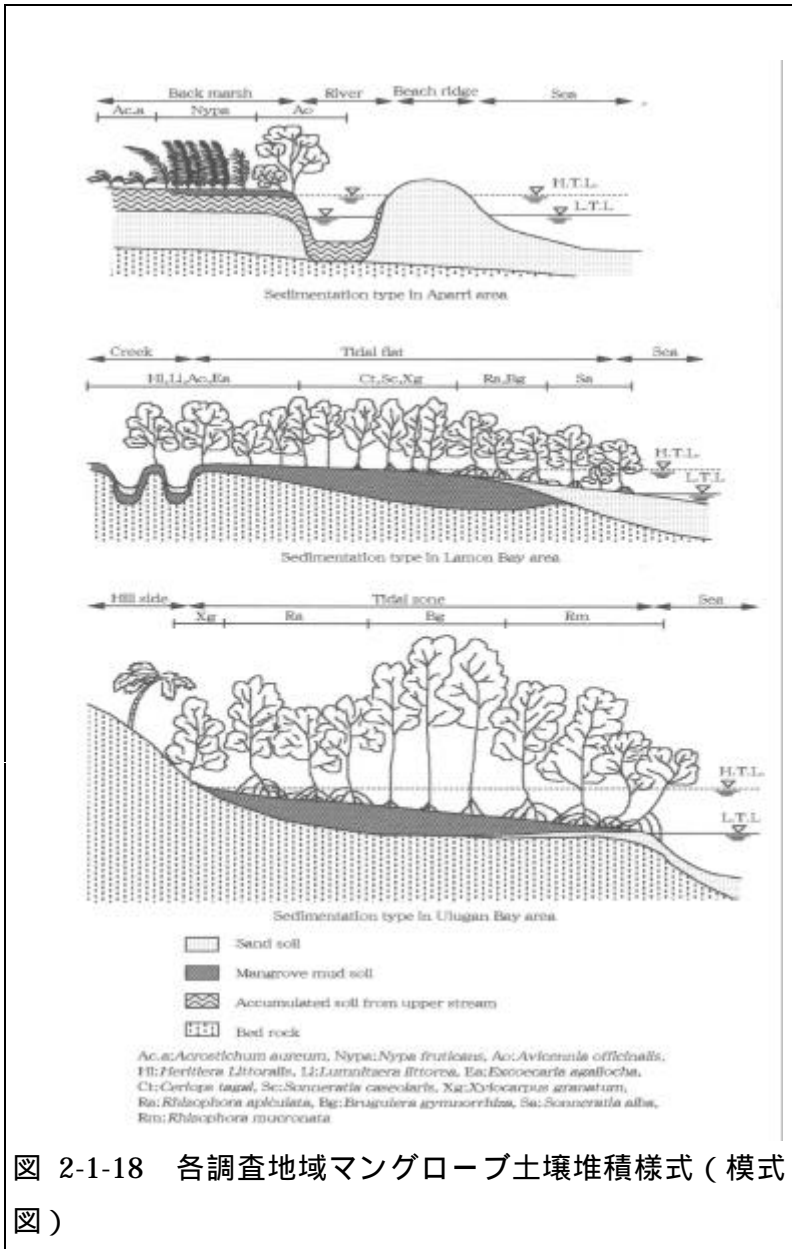 Back marsh River Beach ridge Sea
Ac.a Nypa Ao
H.T.L.
L.T.L
Sedimentation type in Aparri area
Creek Tidal flat Sea
Hl,Li,Ao,Ea Ct,Sc,Xg Ra,Bg Sa
H.T.L.
L.T.L
Sedimentation type in Lamon Bay area
Hill side Tidal zone Sea
Xg Ra Bg Rm
H.T.L.
L.T.L
Sedimentation type in Ulugan Bay area
Sand soil
Mangrove mud soil
Accumulated soil from upper stream
Bed rock
Ac.a:Acrostichum aureum, Nypa:Nypa fruticans, Ao:Avicennia officinalis,
Hl:Heritiera Littoralis, Li:Lumnitzera littorea, Ea:Excoecaria agallocha,
Ct:Ceriops tagal, Sc:Sonneratia caseolaris, Xg:Xylocarpus granatum,
Ra:Rhizophora apiculata, Bg:Bruguiera gymnorrhiza, Sa:Sonneratia alba,
Rm:Rhizophora mucronata
図 2-1-18 各調査地域マングローブ土壌堆積様式(模式
図)